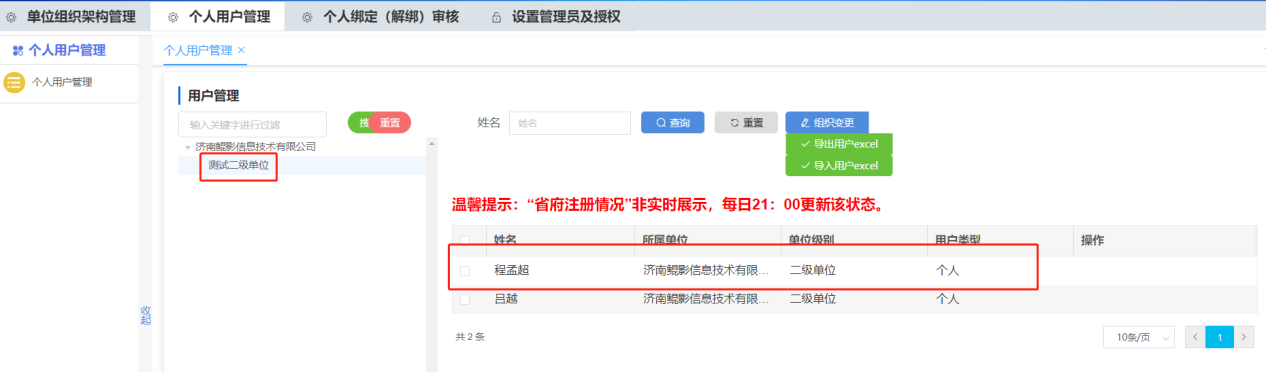 单位组织架构管理 个人用户管理 个人绑定（解绑）审核 设置管理员及授权
个人用户管理 个人用户管理 ×
个人用户管理
用户管理
输入关键字进行过滤 搜 重置 姓名 姓名 查询 重置 组织变更
导出用户excel
导入用户excel
济南鲲影信息技术有限公司
测试二级单位
温馨提示：“省府注册情况”非实时展示，每日21：00更新该状态。
姓名 所属单位 单位级别 用户类型 操作
程孟超 济南鲲影信息技术有限... 二级单位 个人
吕越 济南鲲影信息技术有限... 二级单位 个人
收起
共 2 条 10条/页 < 1 >